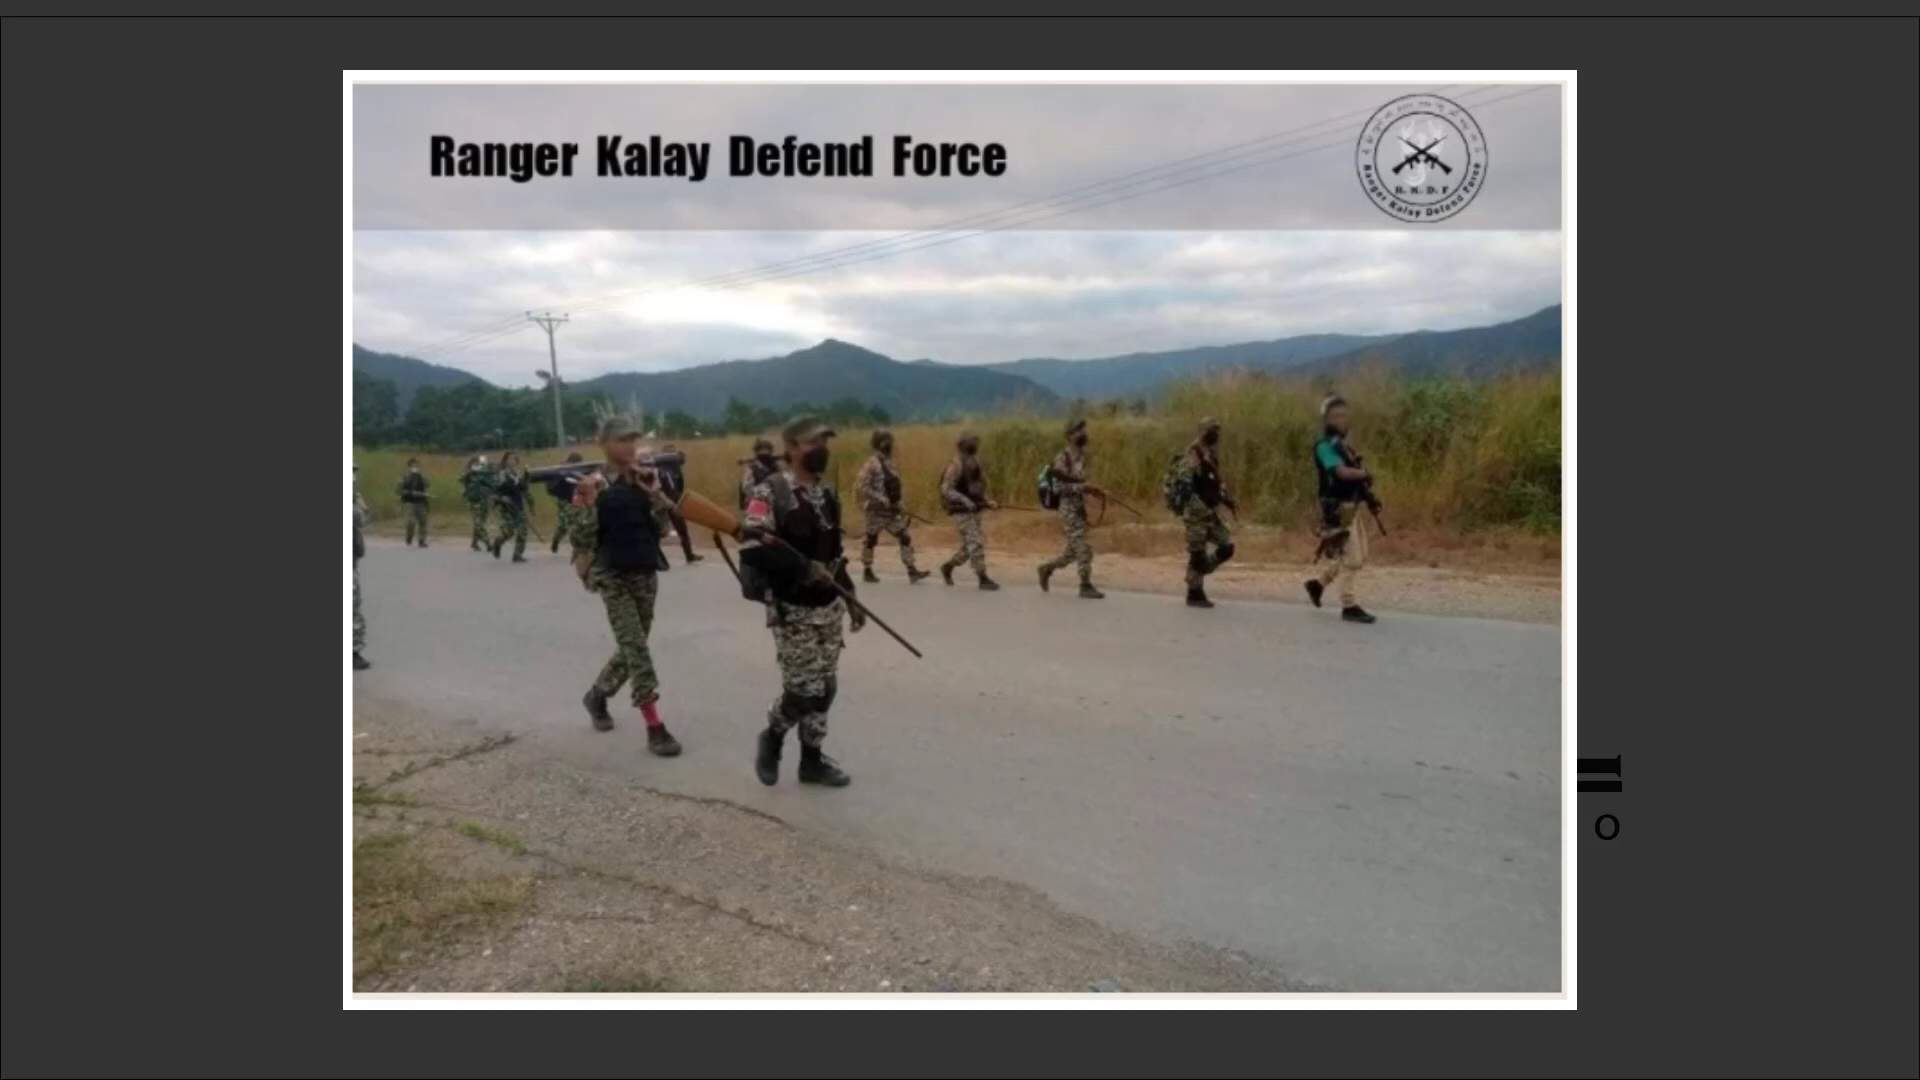 Ranger Kalay Defend Force
R. K. D. F
Ranger Kalay Defend Force